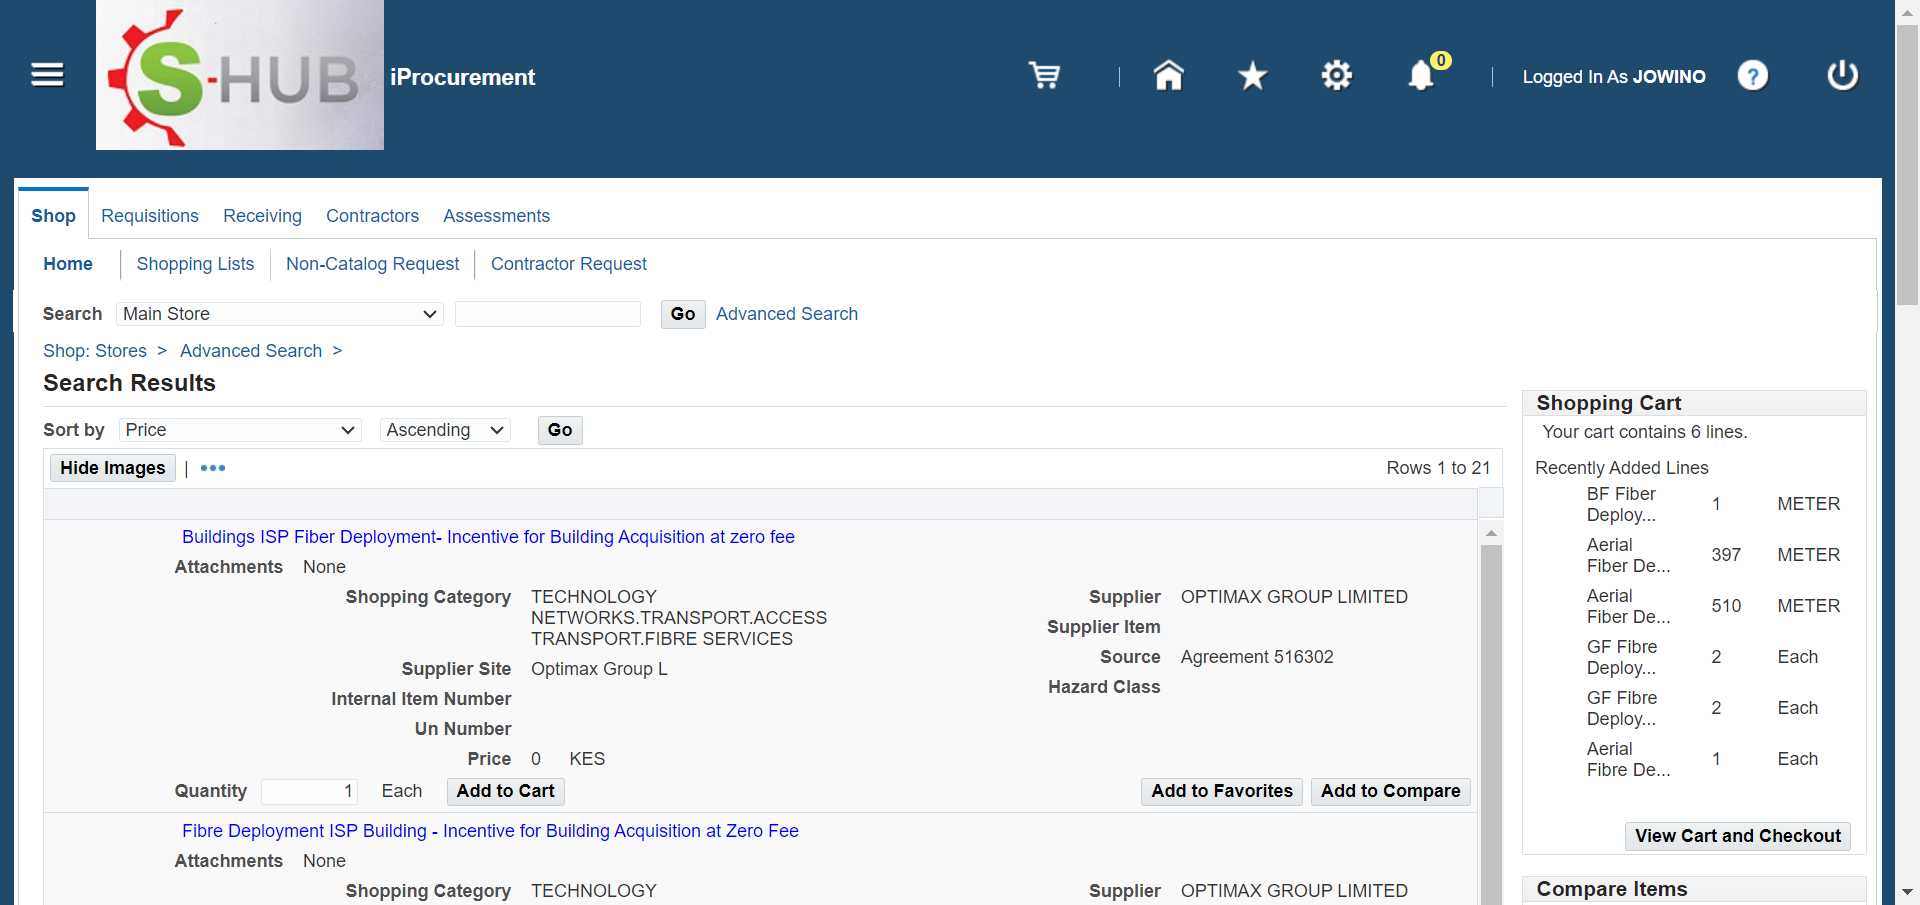 S-HUB
iProcurement
0
Logged In As JOWINO
?
Shop
Requisitions
Receiving
Contractors
Assessments
Home
Shopping Lists
Non-Catalog Request
Contractor Request
Search
Main Store
Go
Advanced Search
Shop: Stores >
Advanced Search >
Search Results
Sort by
Price
Ascending
Go
Hide Images
|
Rows 1 to 21
Buildings ISP Fiber Deployment- Incentive for Building Acquisition at zero fee
Attachments None
Shopping Category TECHNOLOGY
NETWORKS.TRANSPORT.ACCESS
TRANSPORT.FIBRE SERVICES
Supplier Site Optimax Group L
Internal Item Number
Un Number
Price 0 KES
Supplier OPTIMAX GROUP LIMITED
Supplier Item
Source Agreement 516302
Hazard Class
Quantity 1 Each Add to Cart
Add to Favorites
Add to Compare
Fibre Deployment ISP Building - Incentive for Building Acquisition at Zero Fee
Attachments None
Shopping Category TECHNOLOGY
Supplier OPTIMAX GROUP LIMITED
Shopping Cart
Your cart contains 6 lines.
Recently Added Lines
BF Fiber
Deploy... 1 METER
Aerial
Fiber De... 397 METER
Aerial
Fiber De... 510 METER
GF Fibre
Deploy... 2 Each
GF Fibre
Deploy... 2 Each
Aerial
Fibre De... 1 Each
View Cart and Checkout
Compare Items